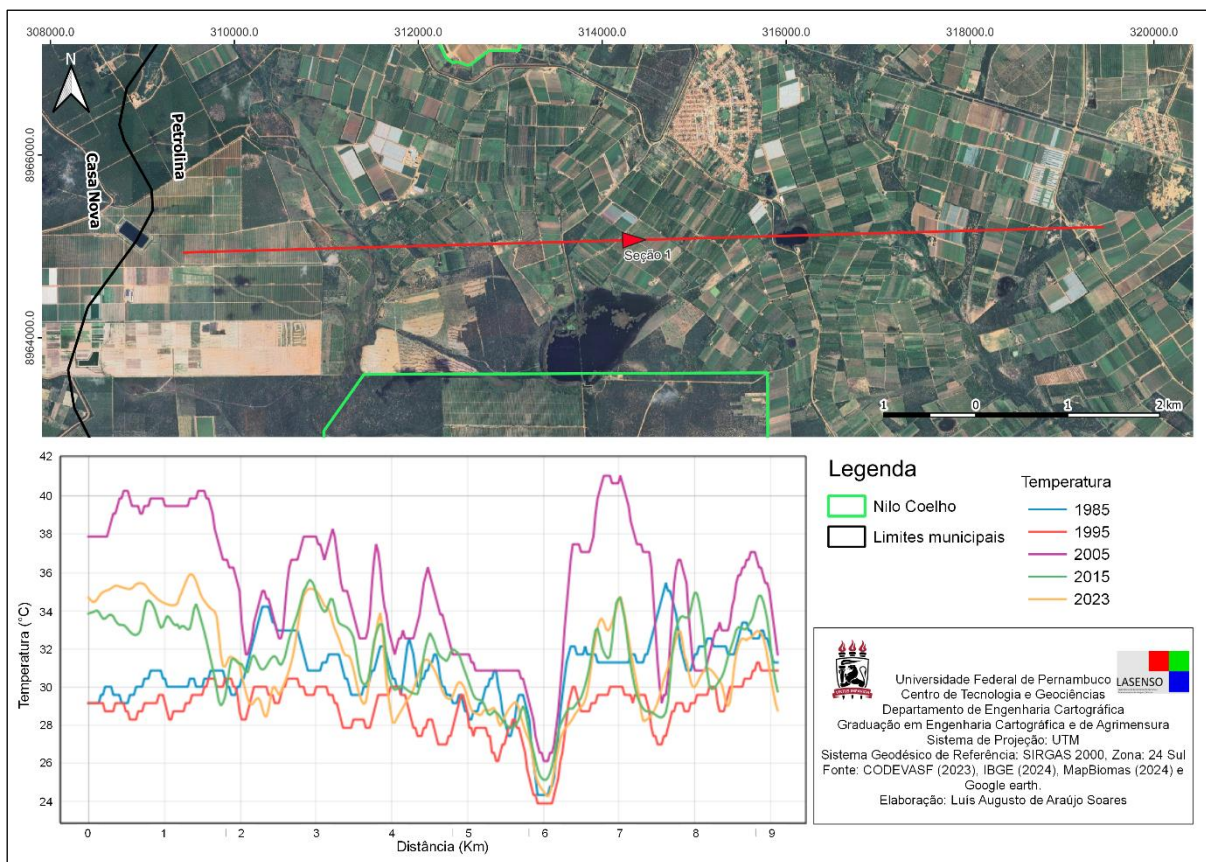 308000.0 310000.0 312000.0 314000.0 316000.0 318000.0 320000.0
N
8966000.0
8964000.0
Petrolina
Casa Nova
Seção 1
1 0 1 2 km
42
40
38
36
34
32
30
28
26
24
Temperatura (°C)
0 1 2 3 4 5 6 7 8 9
Distância (Km)
Legenda
Nilo Coelho
Limites municipais
Temperatura
1985
1995
2005
2015
2023
LASENSO
Universidade Federal de Pernambuco
Centro de Tecnologia e Geociências
Departamento de Engenharia Cartográfica
Graduação em Engenharia Cartográfica e de Agrimensura
Sistema de Projeção: UTM
Sistema Geodésico de Referência: SIRGAS 2000, Zona: 24 Sul
Fonte: CODEVASF (2023), IBGE (2024), MapBiomas (2024) e
Google earth.
Elaboração: Luís Augusto de Araújo Soares